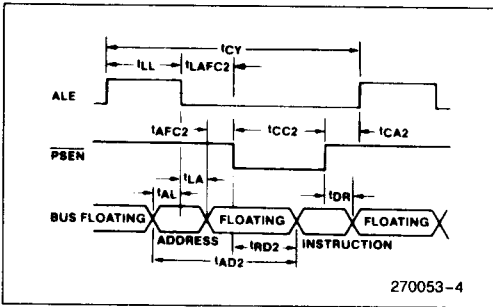 tCY
tLL tLAFC2
ALE
tAFC2 tCC2 tCA2
PSEN
tLA
tAL tDR
BUS FLOATING FLOATING FLOATING
ADDRESS tRD2 INSTRUCTION
tAD2
270053-4